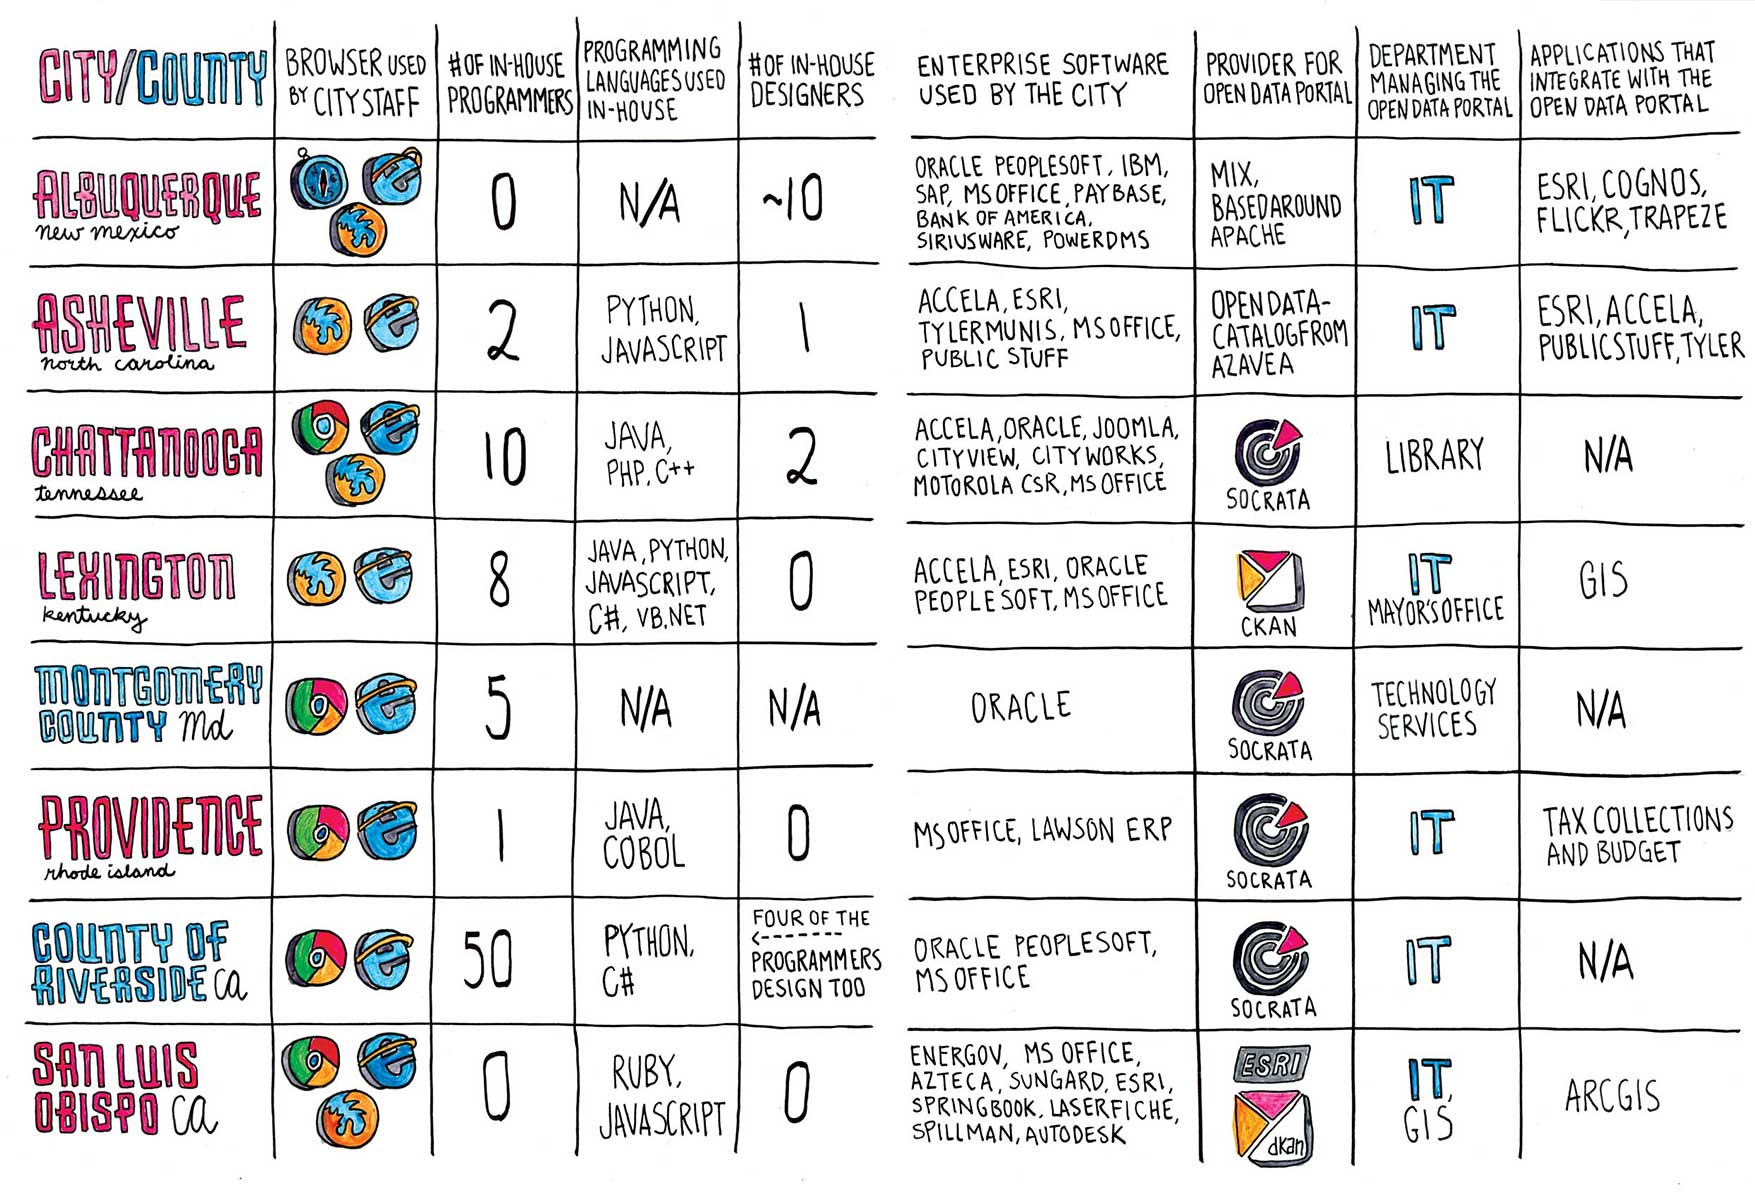 CITY/COUNTY
BROWSER USED
BY CITY STAFF
# OF IN-HOUSE
PROGRAMMERS
PROGRAMMING
LANGUAGES USED
IN-HOUSE
# OF IN-HOUSE
DESIGNERS
ENTERPRISE SOFTWARE
USED BY THE CITY
PROVIDER FOR
OPEN DATA PORTAL
DEPARTMENT
MANAGING THE
OPEN DATA PORTAL
APPLICATIONS THAT
INTEGRATE WITH THE
OPEN DATA PORTAL
ALBUQUERQUE
new mexico
0
N/A
~10
ORACLE PEOPLESOFT, IBM,
SAP, MS OFFICE, PAYBASE,
BANK OF AMERICA,
SIRIUSWARE, POWERDMS
MIX,
BASED AROUND
APACHE
IT
ESRI, COGNOS,
FLICKR, TRAPEZE
ASHEVILLE
north carolina
2
PYTHON,
JAVASCRIPT
1
ACCELA, ESRI,
TYLERMUNIS, MS OFFICE,
PUBLIC STUFF
OPEN DATA-
CATALOG FROM
AZAVEA
IT
ESRI, ACCELA,
PUBLICSTUFF, TYLER
CHATTANOOGA
tennessee
10
JAVA,
PHP, C++
2
ACCELA, ORACLE, JOOMLA,
CITYVIEW, CITYWORKS,
MOTOROLA CSR, MS OFFICE
SOCRATA
LIBRARY
N/A
LEXINGTON
kentucky
8
JAVA, PYTHON,
JAVASCRIPT,
C#, VB.NET
0
ACCELA, ESRI, ORACLE
PEOPLESOFT, MS OFFICE
CKAN
IT
MAYOR'S OFFICE
GIS
MONTGOMERY
COUNTY Md
5
N/A
N/A
ORACLE
SOCRATA
TECHNOLOGY
SERVICES
N/A
PROVIDENCE
rhode island
1
JAVA,
COBOL
0
MS OFFICE, LAWSON ERP
SOCRATA
IT
TAX COLLECTIONS
AND BUDGET
COUNTY OF
RIVERSIDE Ca
50
PYTHON,
C#
FOUR OF THE
PROGRAMMERS
DESIGN TOO
ORACLE PEOPLESOFT,
MS OFFICE
SOCRATA
IT
N/A
SAN LUIS
OBISPO Ca
0
RUBY,
JAVASCRIPT
0
ENERGOV, MS OFFICE,
AZTECA, SUNGARD, ESRI,
SPRINGBOOK, LASERFICHE,
SPILLMAN, AUTODESK
ESRI
dkan
IT,
GIS
ARCGIS